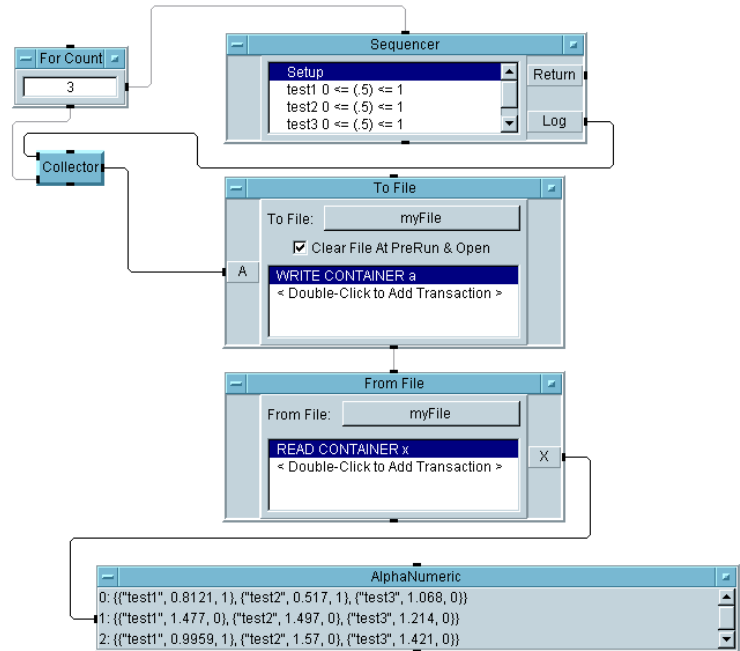 For Count
3
Sequencer
Setup
test1 0 <= (.5) <= 1
test2 0 <= (.5) <= 1
test3 0 <= (.5) <= 1
Return
Log
Collector
To File
To File:
myFile
Clear File At PreRun & Open
A
WRITE CONTAINER a
< Double-Click to Add Transaction >
From File
From File:
myFile
READ CONTAINER x
< Double-Click to Add Transaction >
X
AlphaNumeric
0: {{"test1", 0.8121, 1}, {"test2", 0.517, 1}, {"test3", 1.068, 0}}
1: {{"test1", 1.477, 0}, {"test2", 1.497, 0}, {"test3", 1.214, 0}}
2: {{"test1", 0.9959, 1}, {"test2", 1.57, 0}, {"test3", 1.421, 0}}